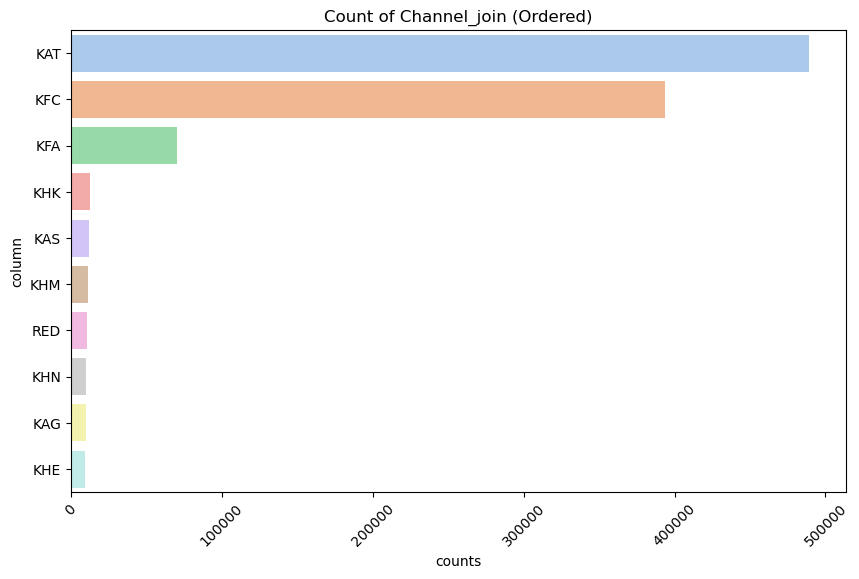 Count of Channel_join (Ordered)
KAT
KFC
KFA
KHK
KAS
KHM
RED
KHN
KAG
KHE
column
0
100000
200000
300000
400000
500000
counts